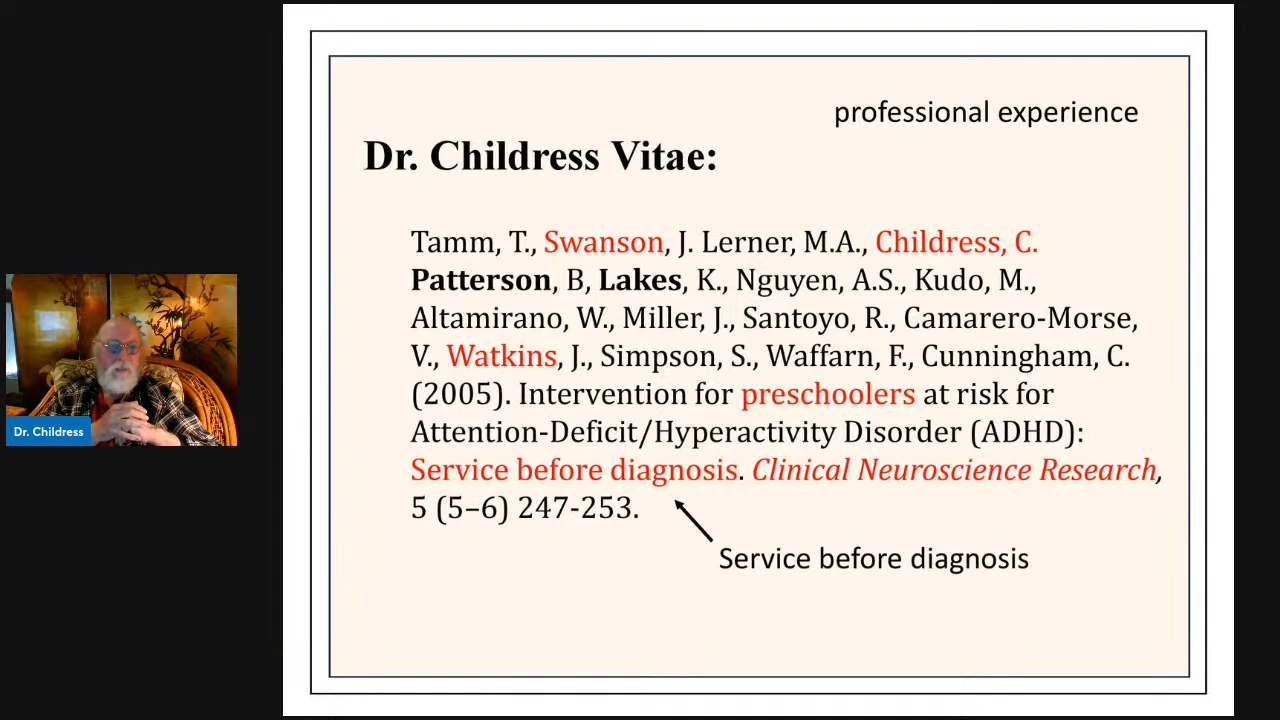 professional experience
Dr. Childress Vitae:
Tamm, T., Swanson, J. Lerner, M.A., Childress, C.
Patterson, B, Lakes, K., Nguyen, A.S., Kudo, M.,
Altamirano, W., Miller, J., Santoyo, R., Camarero-Morse,
V., Watkins, J., Simpson, S., Waffarn, F., Cunningham, C.
(2005). Intervention for preschoolers at risk for
Attention-Deficit/Hyperactivity Disorder (ADHD):
Service before diagnosis. Clinical Neuroscience Research,
5 (5–6) 247-253.
Service before diagnosis
Dr. Childress